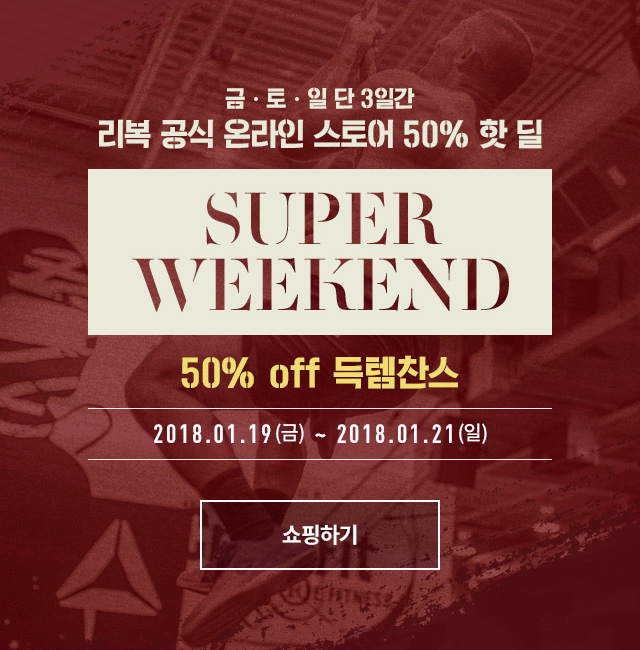 금·토·일 단 3일간
리복 공식 온라인 스토어 50% 핫 딜
SUPER
WEEKEND
50% off 득템찬스
2018.01.19(금) ~ 2018.01.21(일)
쇼핑하기
FITNESS